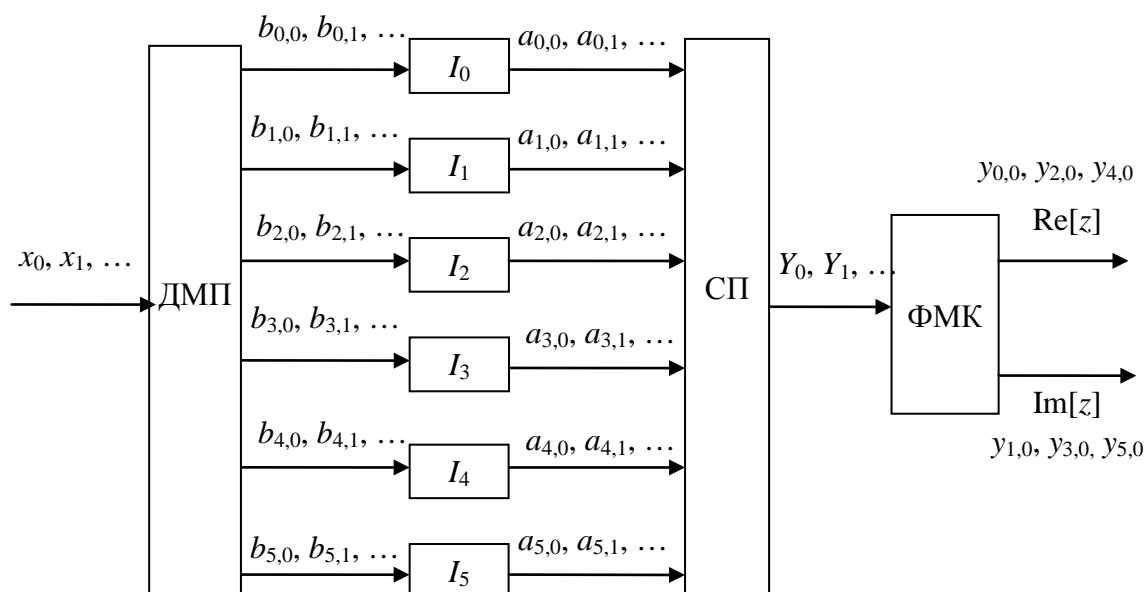 b0,0, b0,1, …
a0,0, a0,1, …
I0
b1,0, b1,1, …
a1,0, a1,1, …
I1
b2,0, b2,1, …
a2,0, a2,1, …
I2
x0, x1, …
ДМП
b3,0, b3,1, …
a3,0, a3,1, …
I3
b4,0, b4,1, …
a4,0, a4,1, …
I4
b5,0, b5,1, …
a5,0, a5,1, …
I5
СП
Y0, Y1, …
ФМК
y0,0, y2,0, y4,0
Re[z]
Im[z]
y1,0, y3,0, y5,0